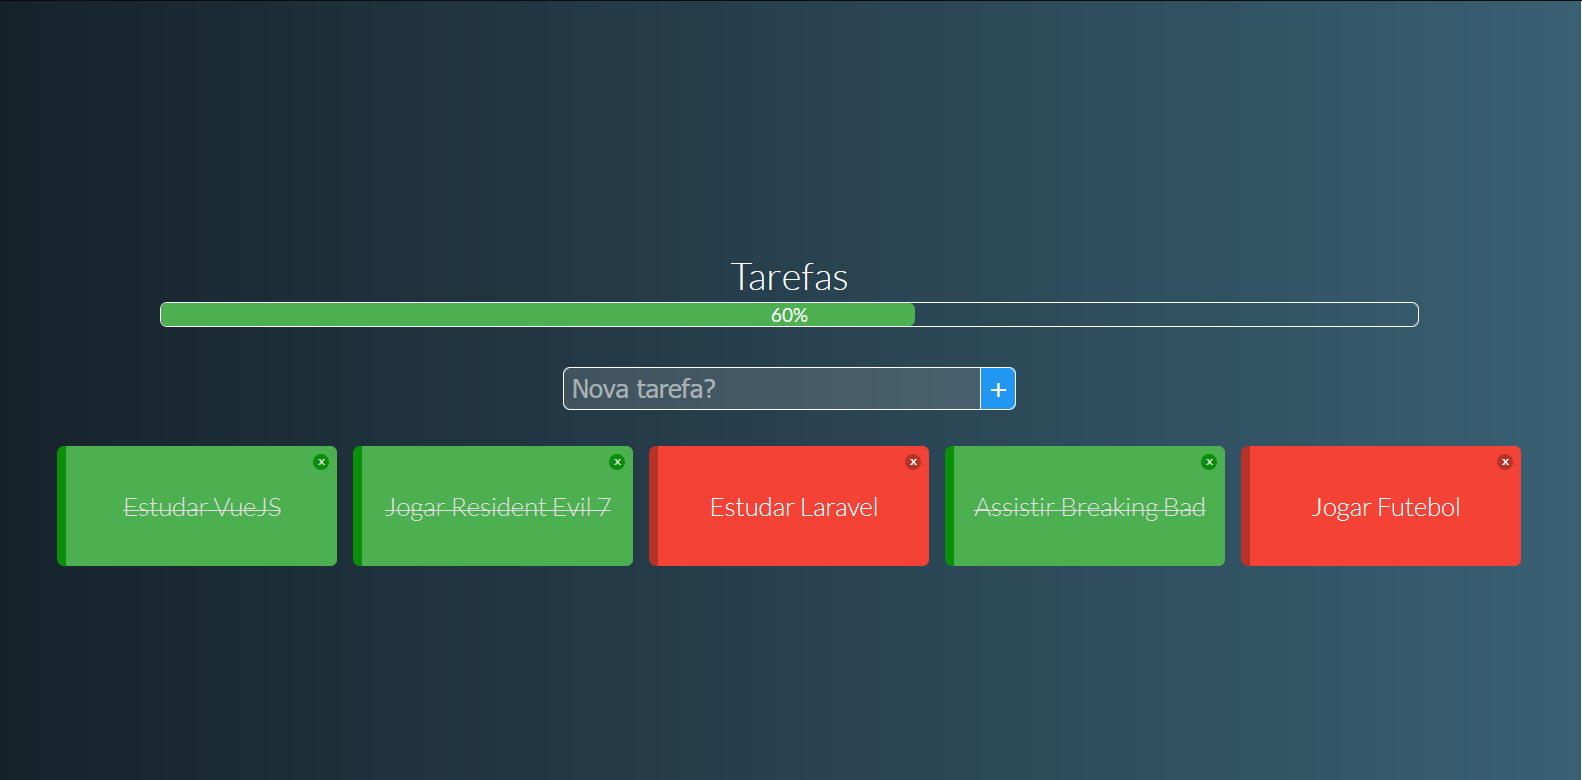 Tarefas
60%
Nova tarefa?
+
x
x
x
x
x
Estudar VueJS
Jogar Resident Evil 7
Estudar Laravel
Assistir Breaking Bad
Jogar Futebol